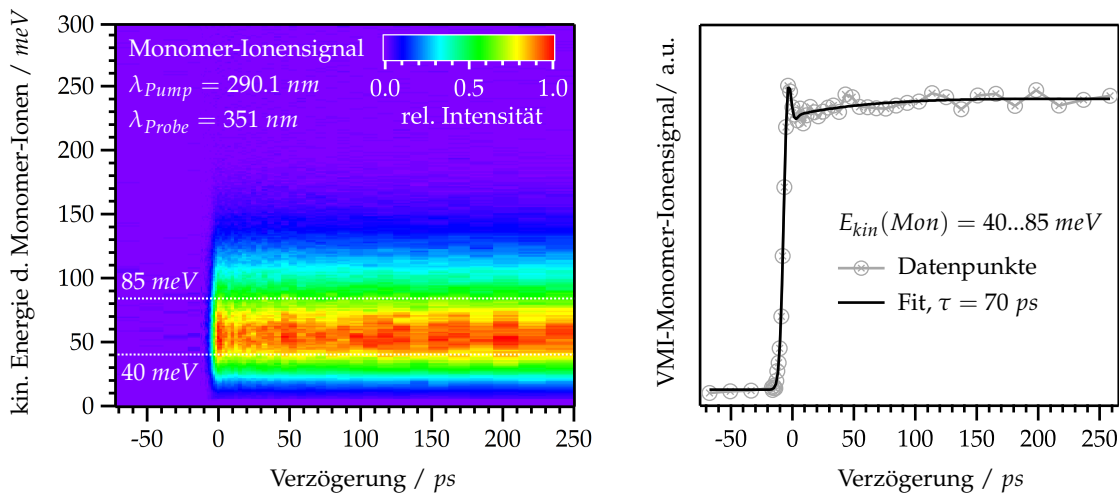 kin. Energie d. Monomer-Ionen / meV
300
250
200
150
100
50
0
Monomer-Ionensignal
λPump = 290.1 nm
λProbe = 351 nm
0.0 0.5 1.0
rel. Intensität
85 meV
40 meV
-50 0 50 100 150 200 250
Verzögerung / ps
VMI-Monomer-Ionensignal / a.u.
Ekin(Mon) = 40...85 meV
Datenpunkte
Fit, τ = 70 ps
-50 0 50 100 150 200 250
Verzögerung / ps